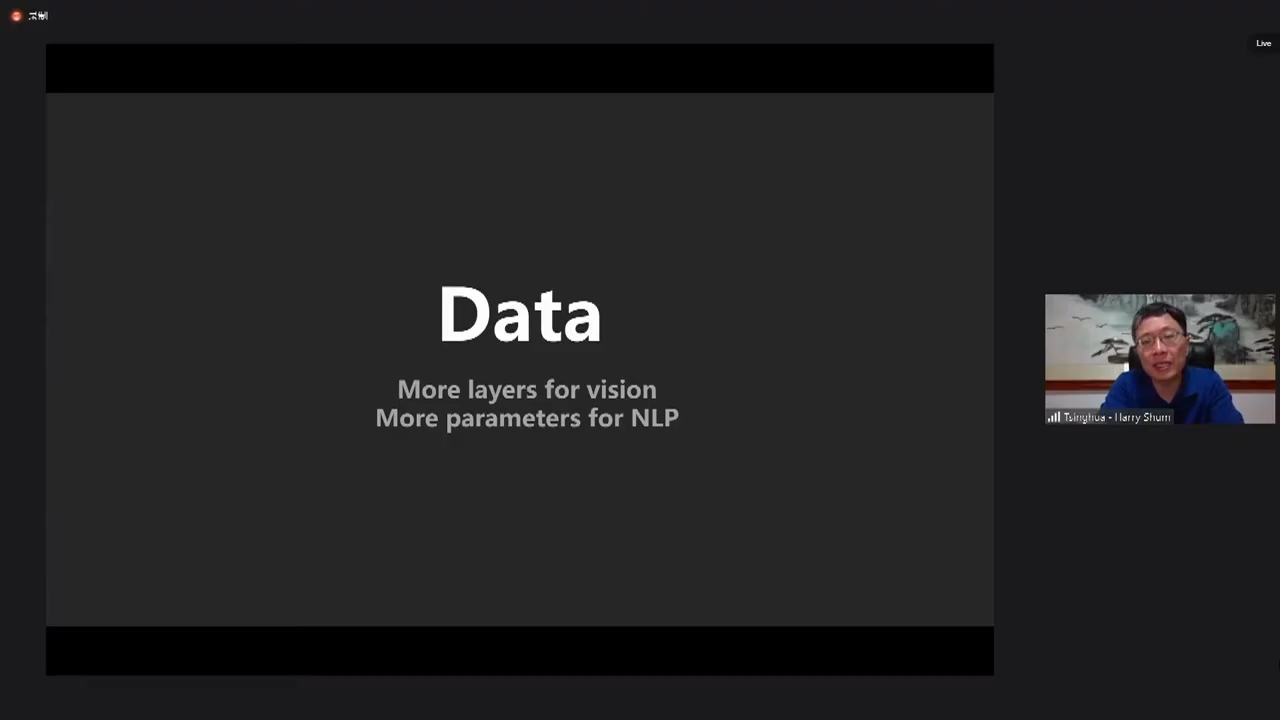 Live
Data
More layers for vision
More parameters for NLP
Tsinghua - Harry Shum